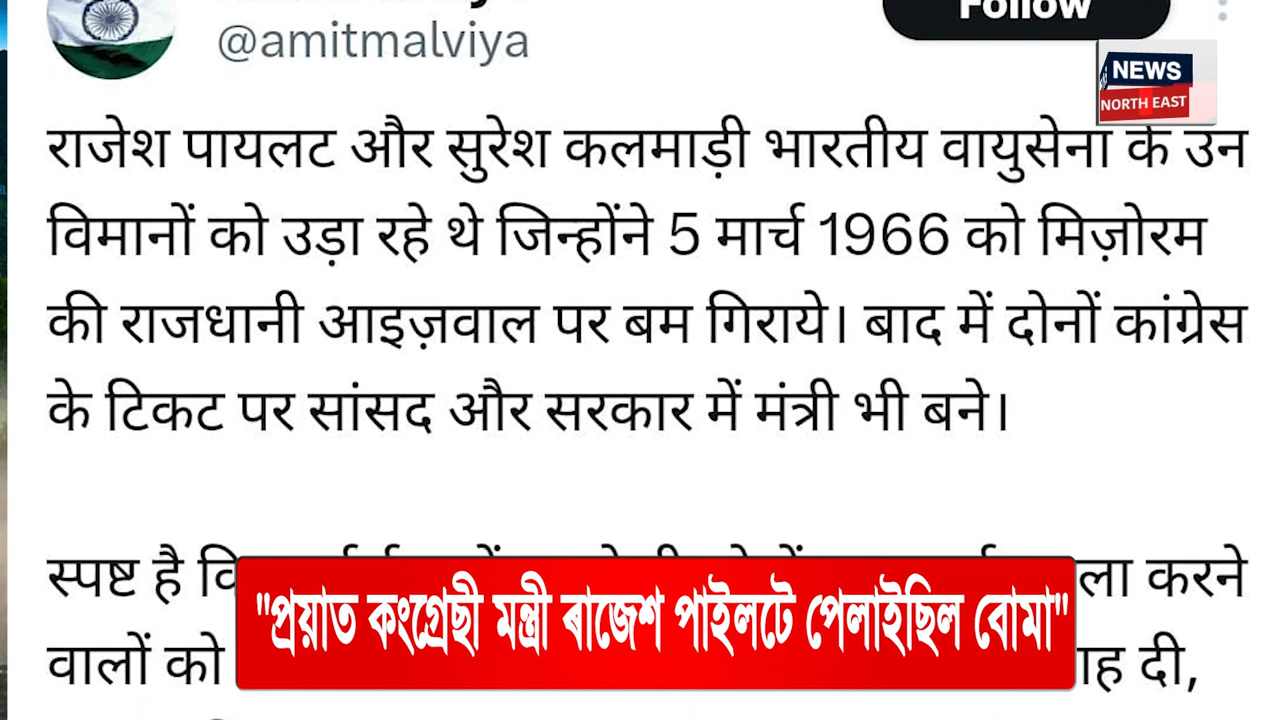 @amitmalviya
Follow
NEWS
NORTH EAST
राजेश पायलट और सुरेश कलमाड़ी भारतीय वायुसेना के उन
विमानों को उड़ा रहे थे जिन्होंने 5 मार्च 1966 को मिज़ोरम
की राजधानी आइज़वाल पर बम गिराये। बाद में दोनों कांग्रेस
के टिकट पर सांसद और सरकार में मंत्री भी बने।
स्पष्ट है करने
वालों को दी,
"প্ৰয়াত কংগ্ৰেছী মন্ত্ৰী ৰাজেশ পাইলটে পেলাইছিল বোমা"